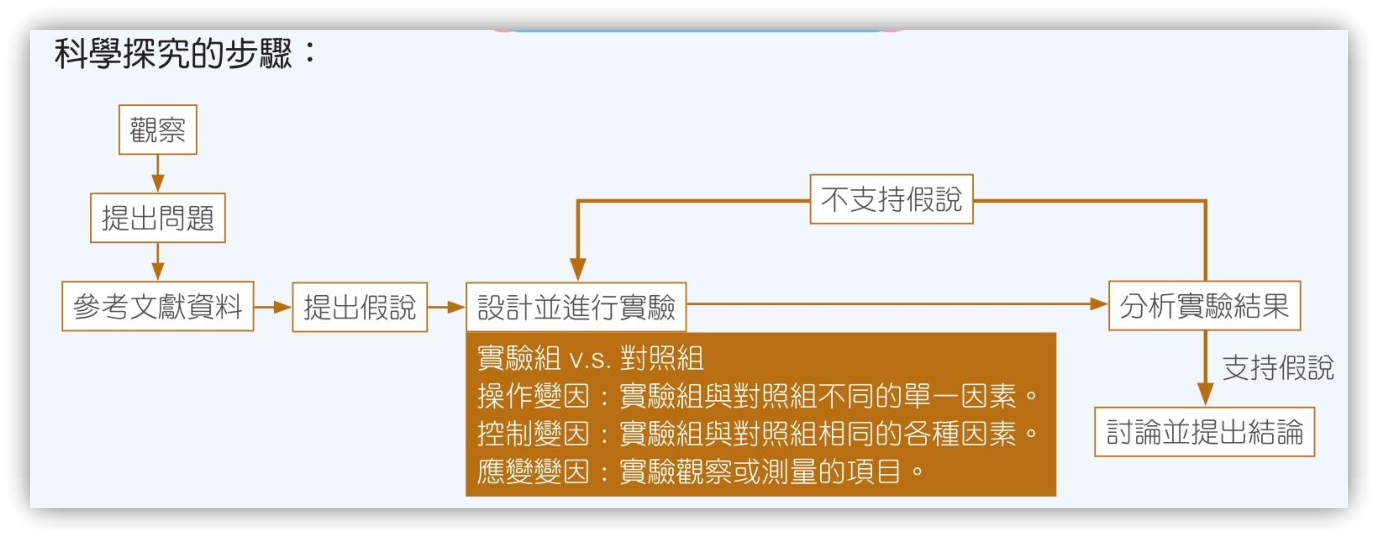 科學探究的步驟：
觀察
提出問題
參考文獻資料
提出假說
設計並進行實驗
實驗組 v.s. 對照組
操作變因：實驗組與對照組不同的單一因素。
控制變因：實驗組與對照組相同的各種因素。
應變變因：實驗觀察或測量的項目。
不支持假說
分析實驗結果
支持假說
討論並提出結論